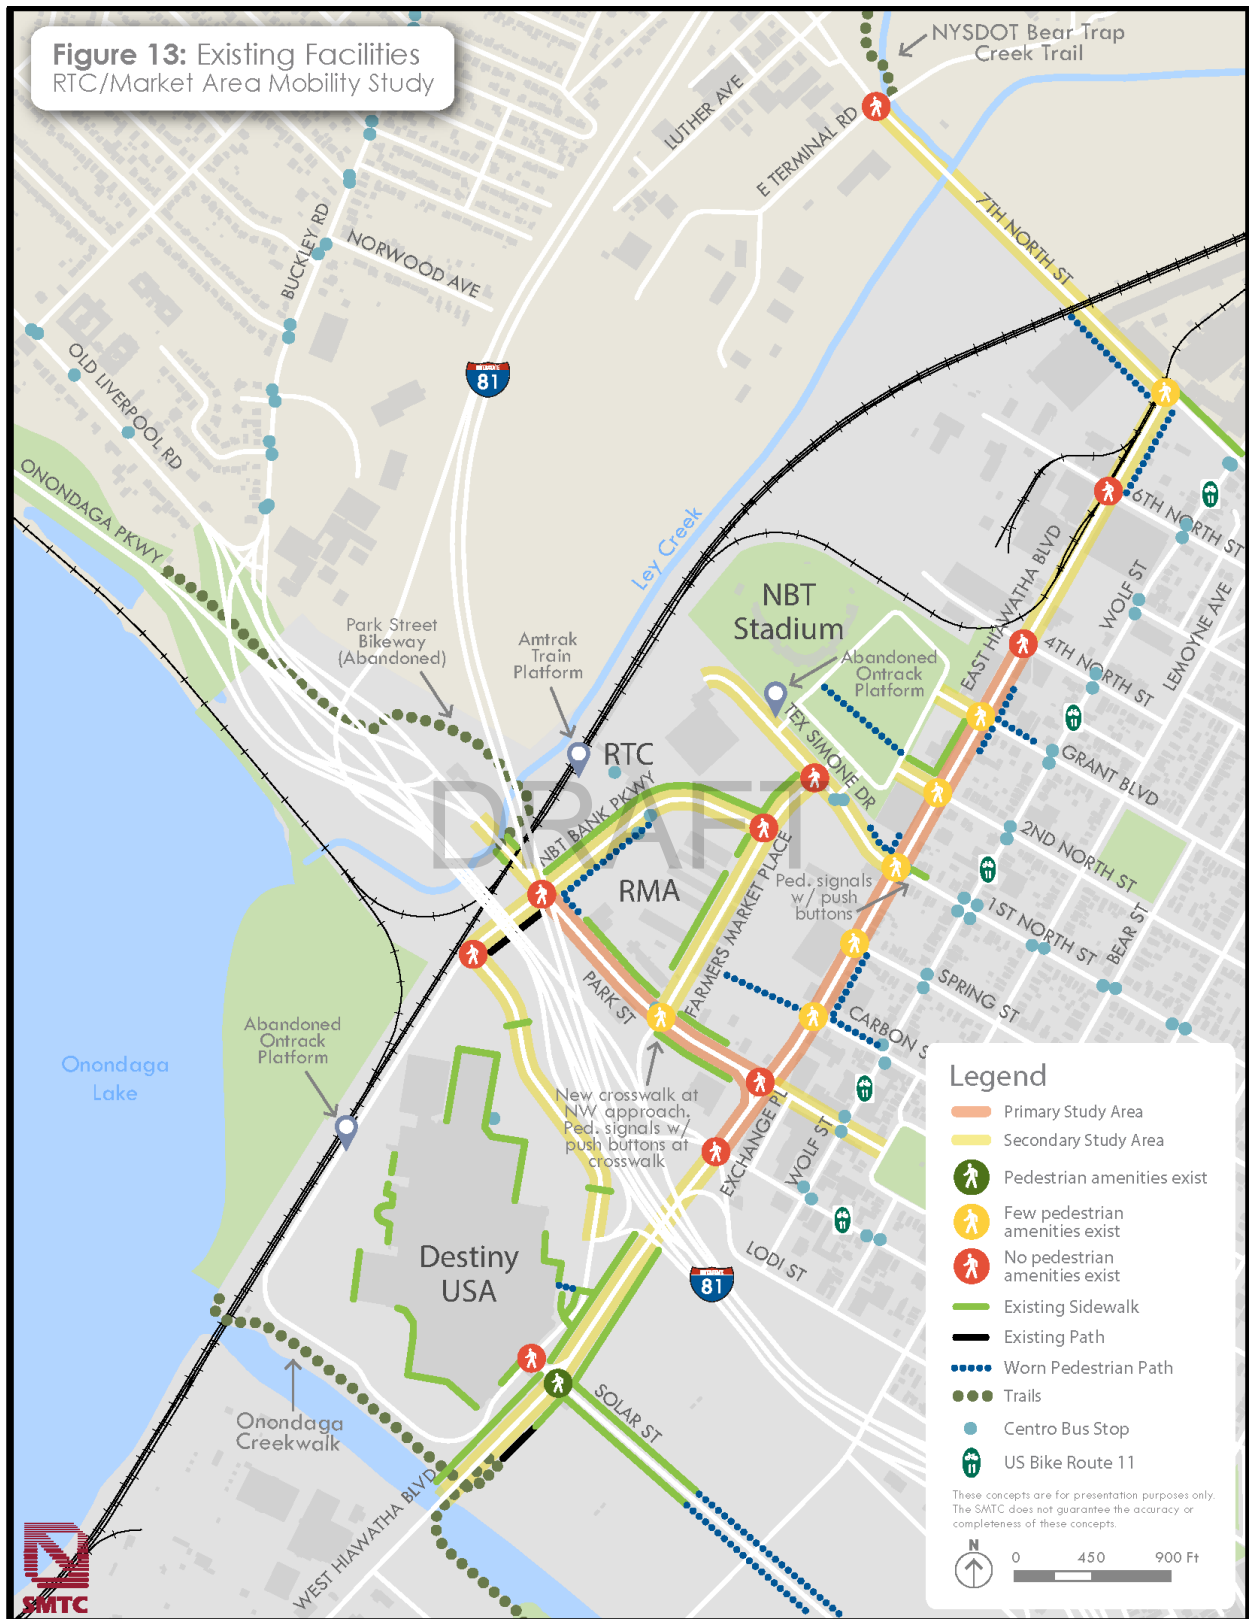 Figure 13: Existing Facilities
RTC/Market Area Mobility Study
NYSDOT Bear Trap
Creek Trail
LUTHER AVE
E TERMINAL RD
7TH NORTH ST
BUCKLEY RD
NORWOOD AVE
81
OLD LIVERPOOL RD
ONONDAGA PKWY
Ley Creek
11
6TH NORTH ST
EAST HIAWATHA BLVD
WOLF ST
LEMOYNE AVE
NBT
Stadium
4TH NORTH ST
Park Street
Bikeway
(Abandoned)
Amtrak
Train
Platform
Abandoned
Ontrack
Platform
TEX SIMONE DR
11
GRANT BLVD
RTC
NBT BANK PKWY
DRAFT
2ND NORTH ST
RMA
FARMERS MARKET PLACE
Ped. signals
w/ push
buttons
11
1ST NORTH ST
BEAR ST
PARK ST
SPRING ST
CARBON S
Abandoned
Ontrack
Platform
Onondaga
Lake
New crosswalk at
NW approach.
Ped. signals w/
push buttons at
crosswalk
EXCHANGE PL
WOLF ST
11
11
LODI ST
81
Destiny
USA
SOLAR ST
Onondaga
Creekwalk
WEST HIAWATHA BLVD
SMTC
Legend
Primary Study Area
Secondary Study Area
Pedestrian amenities exist
Few pedestrian
amenities exist
No pedestrian
amenities exist
Existing Sidewalk
Existing Path
Worn Pedestrian Path
Trails
Centro Bus Stop
11
US Bike Route 11
These concepts are for presentation purposes only.
The SMTC does not guarantee the accuracy or
completeness of these concepts.
N
0 450 900 Ft